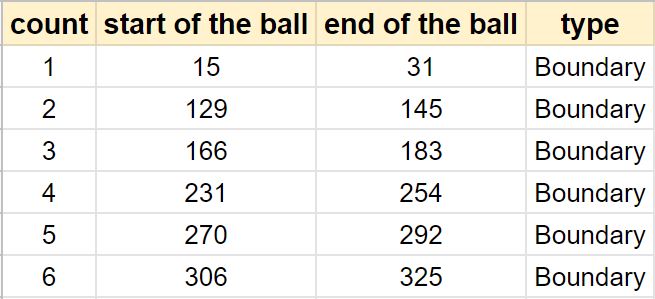 count start of the ball end of the ball type
1 15 31 Boundary
2 129 145 Boundary
3 166 183 Boundary
4 231 254 Boundary
5 270 292 Boundary
6 306 325 Boundary